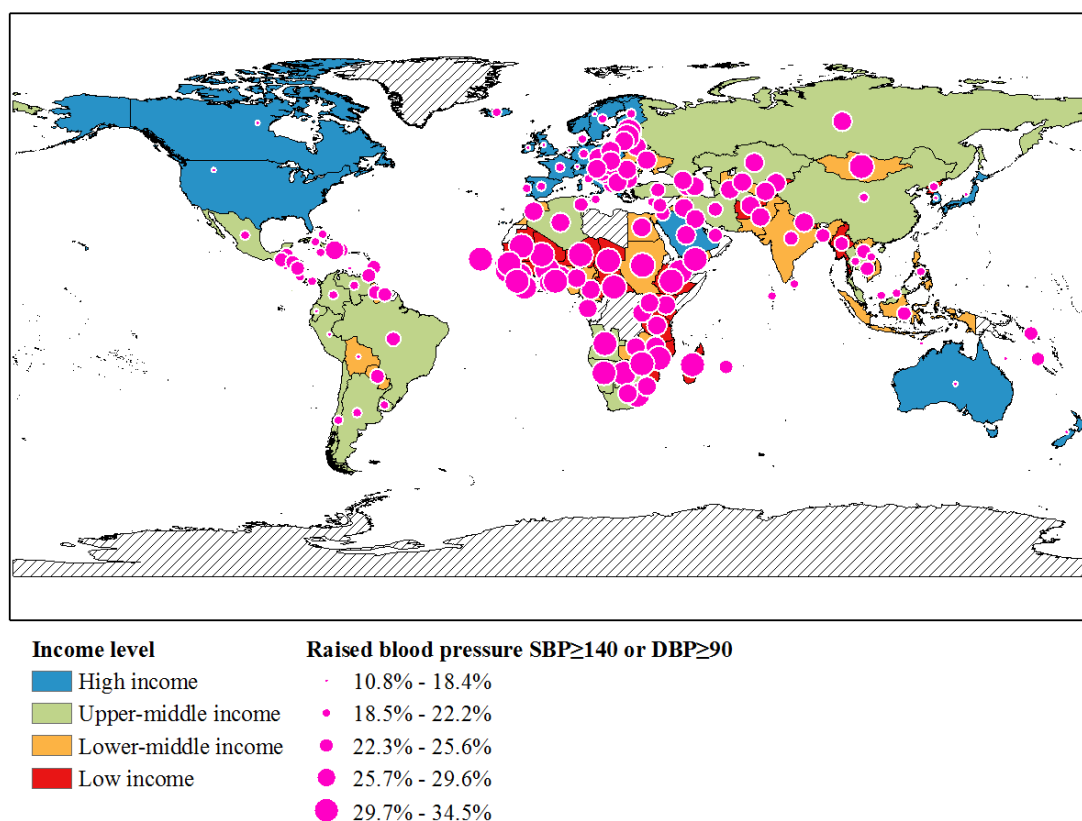 Income level
High income
Upper-middle income
Lower-middle income
Low income
Raised blood pressure SBP≥140 or DBP≥90
10.8% - 18.4%
18.5% - 22.2%
22.3% - 25.6%
25.7% - 29.6%
29.7% - 34.5%